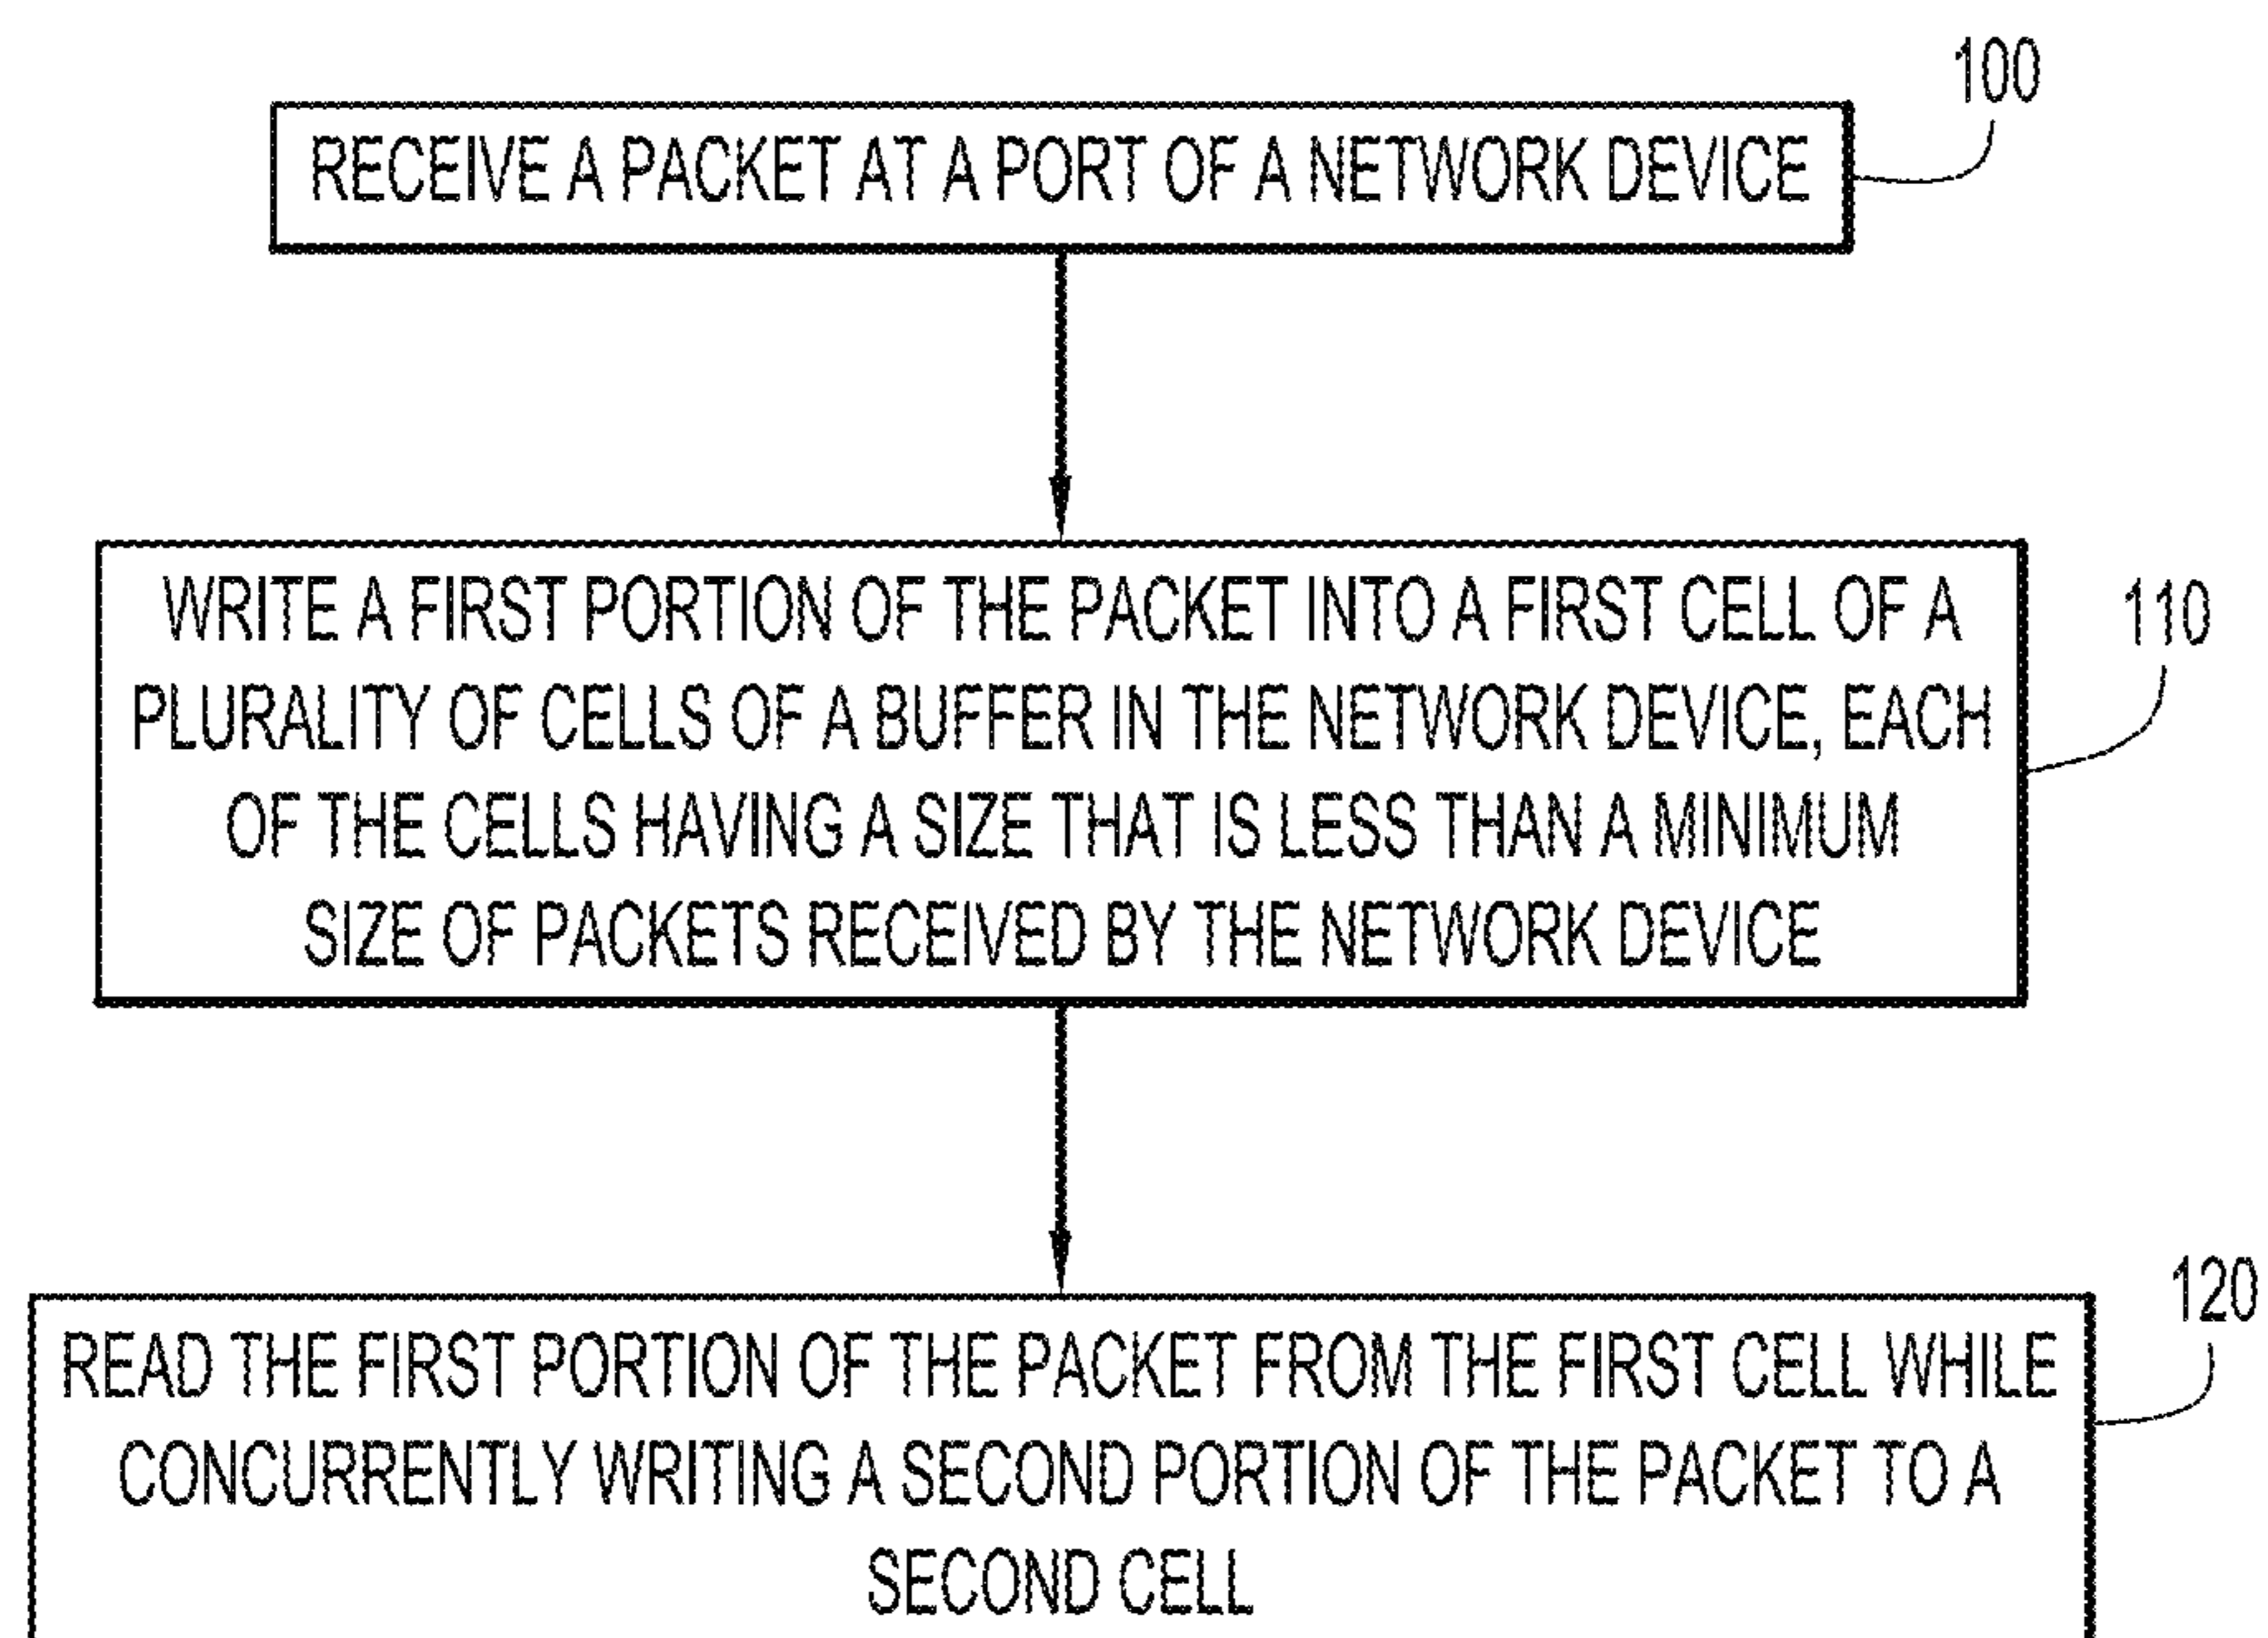 100
RECEIVE A PACKET AT A PORT OF A NETWORK DEVICE
WRITE A FIRST PORTION OF THE PACKET INTO A FIRST CELL OF A
110
PLURALITY OF CELLS OF A BUFFER IN THE NETWORK DEVICE, EACH
OF THE CELLS HAVING A SIZE THAT IS LESS THAN A MINIMUM
SIZE OF PACKETS RECEIVED BY THE NETWORK DEVICE
120
READ THE FIRST PORTION OF THE PACKET FROM THE FIRST CELL WHILE
CONCURRENTLY WRITING A SECOND PORTION OF THE PACKET TO A
SECOND CELL